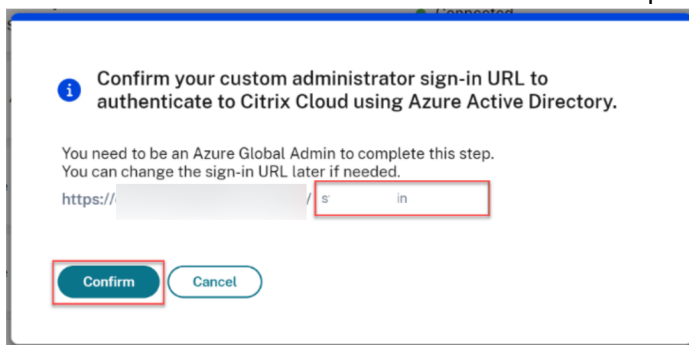 Connected
Confirm your custom administrator sign-in URL to
authenticate to Citrix Cloud using Azure Active Directory.
You need to be an Azure Global Admin to complete this step.
You can change the sign-in URL later if needed.
https:// / s in
Confirm Cancel